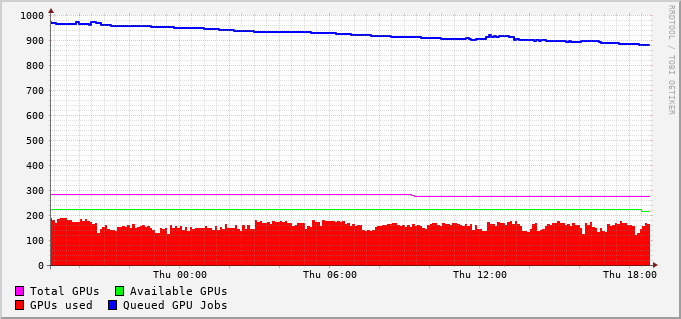 RRDTOOL / TOBI OETIKER
1000
900
800
700
600
500
400
300
200
100
0
Thu 00:00 Thu 06:00 Thu 12:00 Thu 18:00
Total GPUs Available GPUs
GPUs used Queued GPU Jobs